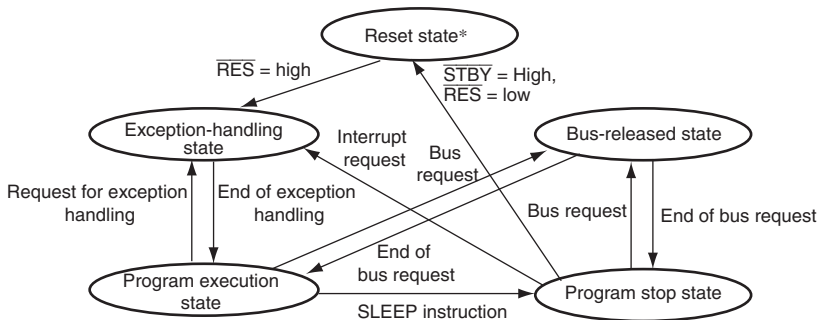 Reset state*
RES = high
STBY = High,
RES = low
Exception-handling
state
Interrupt
request
Bus
request
Bus-released state
Request for exception
handling
End of exception
handling
Bus request
End of bus request
End of
bus request
Program execution
state
SLEEP instruction
Program stop state